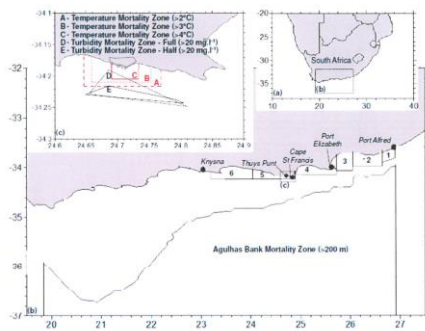 A - Temperature Mortality Zone (>2°C)
B - Temperature Mortality Zone (>3°C)
C - Temperature Mortality Zone (>4°C)
D - Turbidity Mortality Zone - Full (>20 mg.l⁻¹)
E - Turbidity Mortality Zone - Half (>20 mg.l⁻¹)
-34.1
-34.15
-34.2
-34.25
-34.3
D C B A
E
(c)
24.6 24.65 24.7 24.75 24.8 24.85 24.9
-20
-25
-30
-35
South Africa
(a) (b)
10 20 30 40
-32
-33
-34
-35
-36
-37
Knysna
Thuys Punt
Cape
St Francis
Port
Elizabeth
Port Alfred
6 5 (c) 4 3 2 1
Agulhas Bank Mortality Zone (>200 m)
(b)
20 21 22 23 24 25 26 27